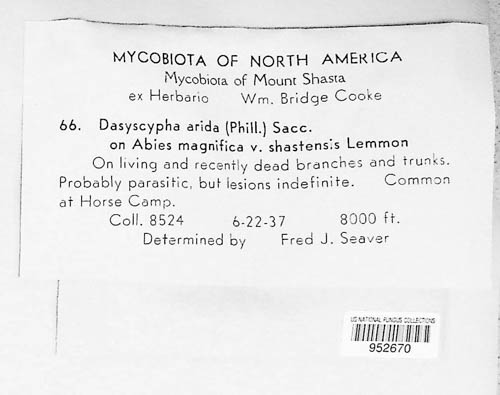 MYCOBIOTA OF NORTH AMERICA
Mycobiota of Mount Shasta
ex Herbario Wm. Bridge Cooke
66. Dasyscypha arida (Phill.) Sacc.
on Abies magnifica v. shastensis Lemmon
On living and recently dead branches and trunks.
Probably parasitic, but lesions indefinite. Common
at Horse Camp.
Coll. 8524 6-22-37 8000 ft.
Determined by Fred J. Seaver
US NATIONAL FUNGUS COLLECTIONS
952670